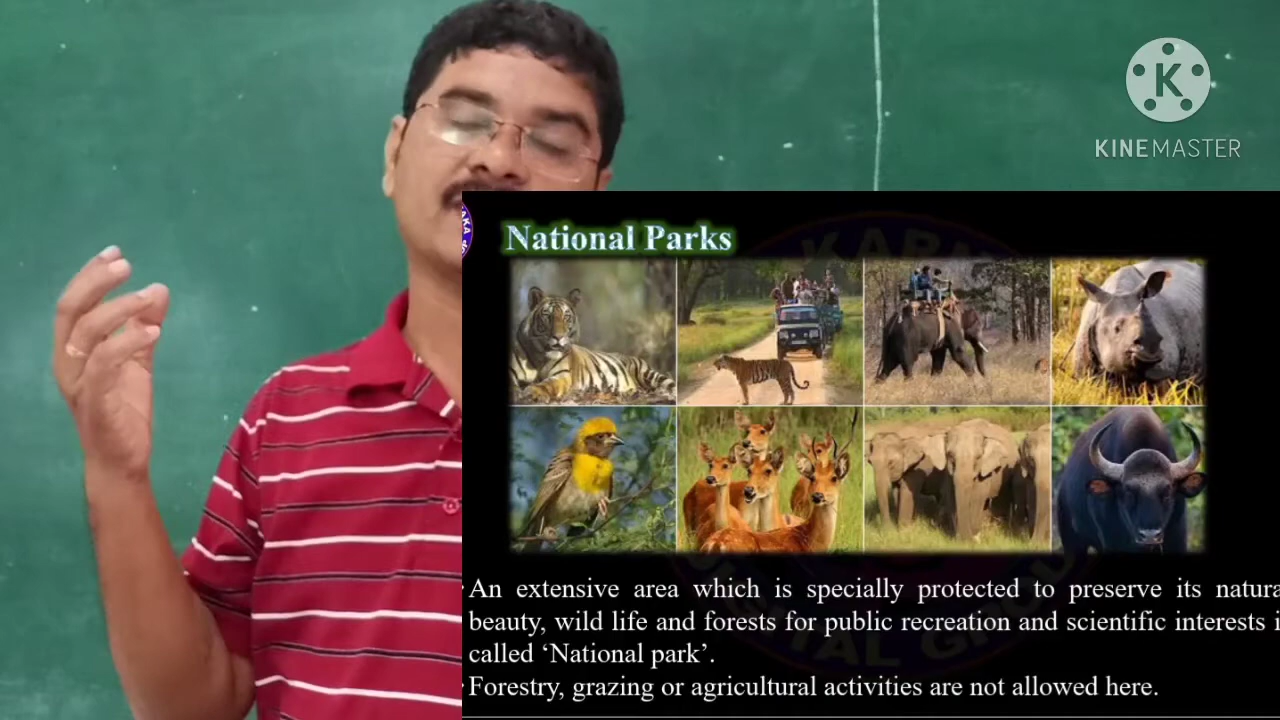 K
KINEMASTER
National Parks
An extensive area which is specially protected to preserve its natura
beauty, wild life and forests for public recreation and scientific interests i
called ‘National park’.
Forestry, grazing or agricultural activities are not allowed here.